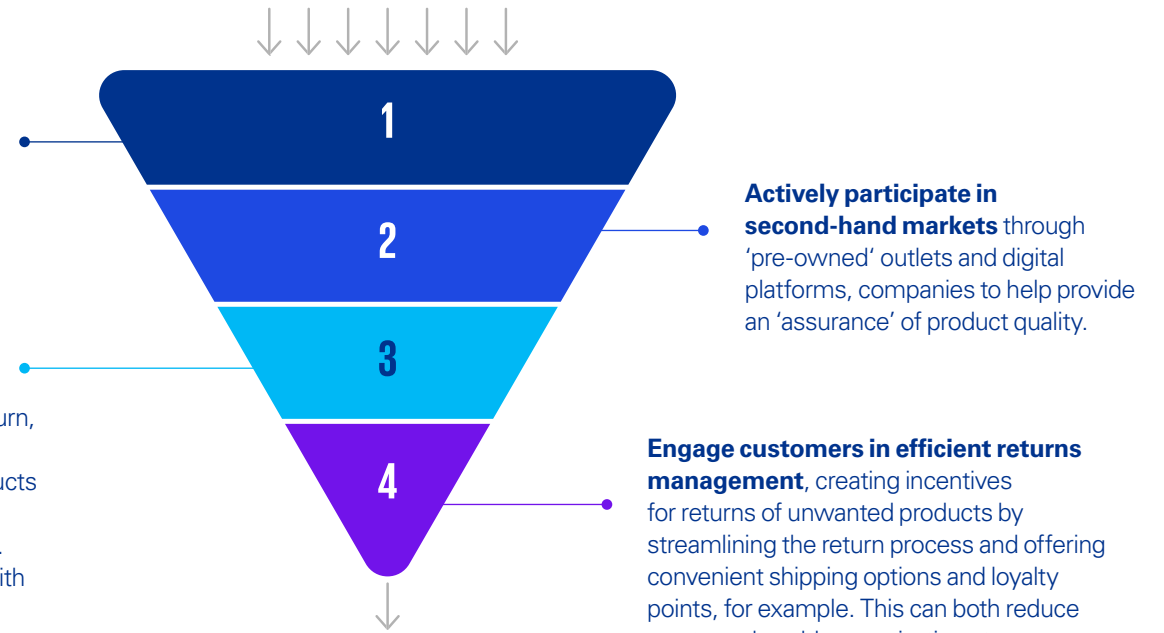 1
2
Actively participate in
second-hand markets through
‘pre-owned‘ outlets and digital
platforms, companies to help provide
an ‘assurance’ of product quality.
3
4
Engage customers in efficient returns
management, creating incentives
for returns of unwanted products by
streamlining the return process and offering
convenient shipping options and loyalty
points, for example. This can both reduce